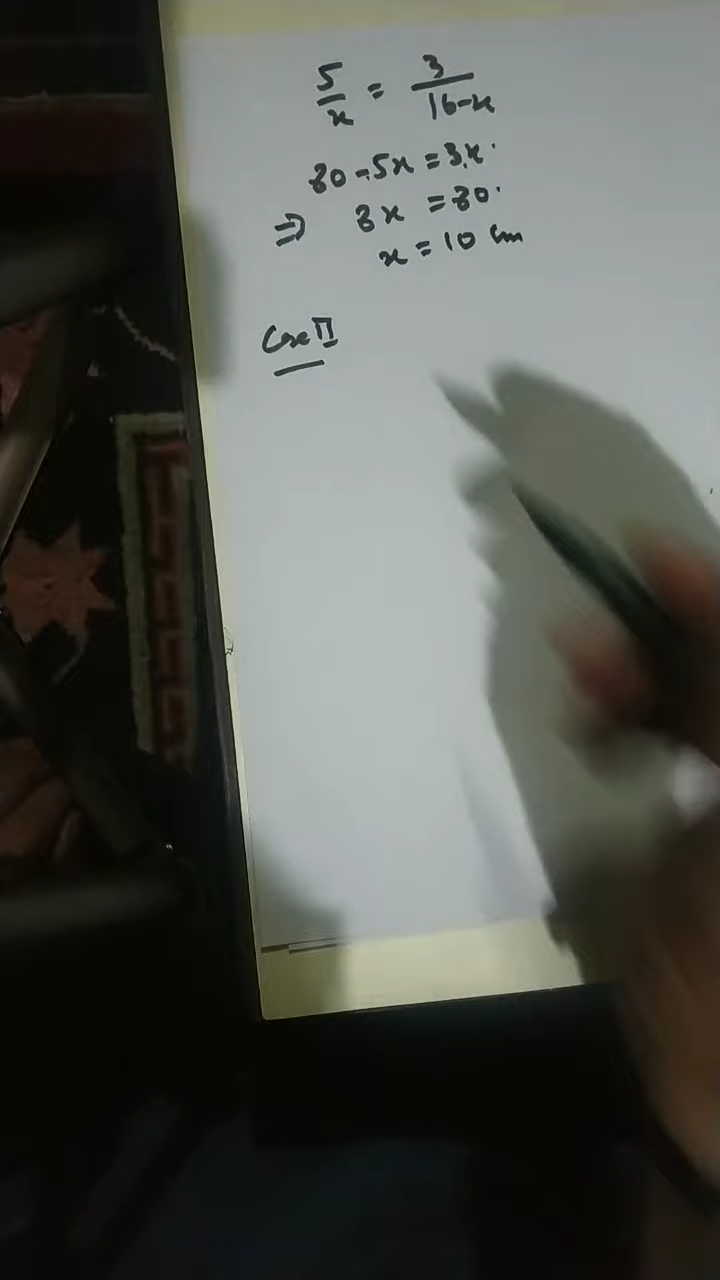 5/x = 3/16-x
80-5x = 3x
⇒ 8x = 80
x = 10 cm
Case II